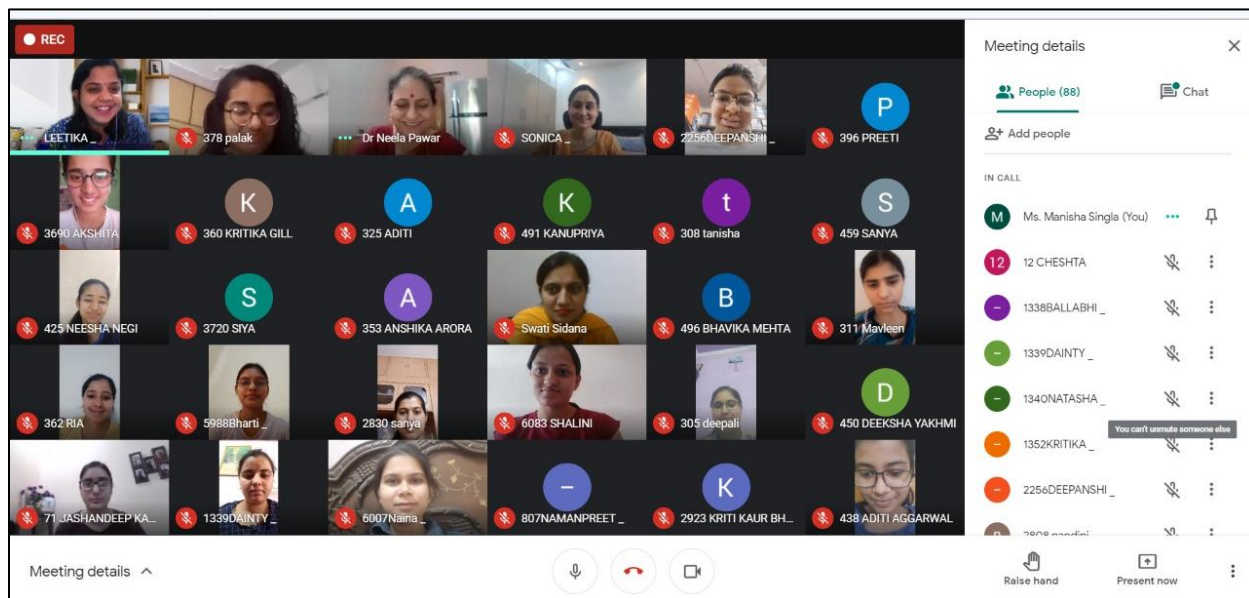 REC
Meeting details
People (88)
Chat
Add people
IN CALL
Ms. Manisha Singla (You)
12 CHESHTA
1338BALLABHI _
1339DAINTY _
1340NATASHA _
You can't unmute someone else
1352KRITIKA _
2256DEEPANSHI _
2808 nandini
LEETIKA _
378 palak
Dr Neela Pawar
SONICA _
2256DEEPANSHI _
P
396 PREETI
3690 AKSHITA
K
360 KRITIKA GILL
A
325 ADITI
K
491 KANUPRIYA
t
308 tanisha
S
459 SANYA
425 NEESHA NEGI
S
3720 SIYA
A
353 ANSHIKA ARORA
Swati Sidana
B
496 BHAVIKA MEHTA
311 Mavleen
362 RIA
5988Bharti _
2830 sanya
6083 SHALINI
305 deepali
D
450 DEEKSHA YAKHMI
71 JASHANDEEP KA...
1339DAINTY _
6007Naina _
-
807NAMANPREET _
K
2923 KRITI KAUR BH...
438 ADITI AGGARWAL
M
12
-
-
-
-
-
Meeting details
Raise hand
Present now